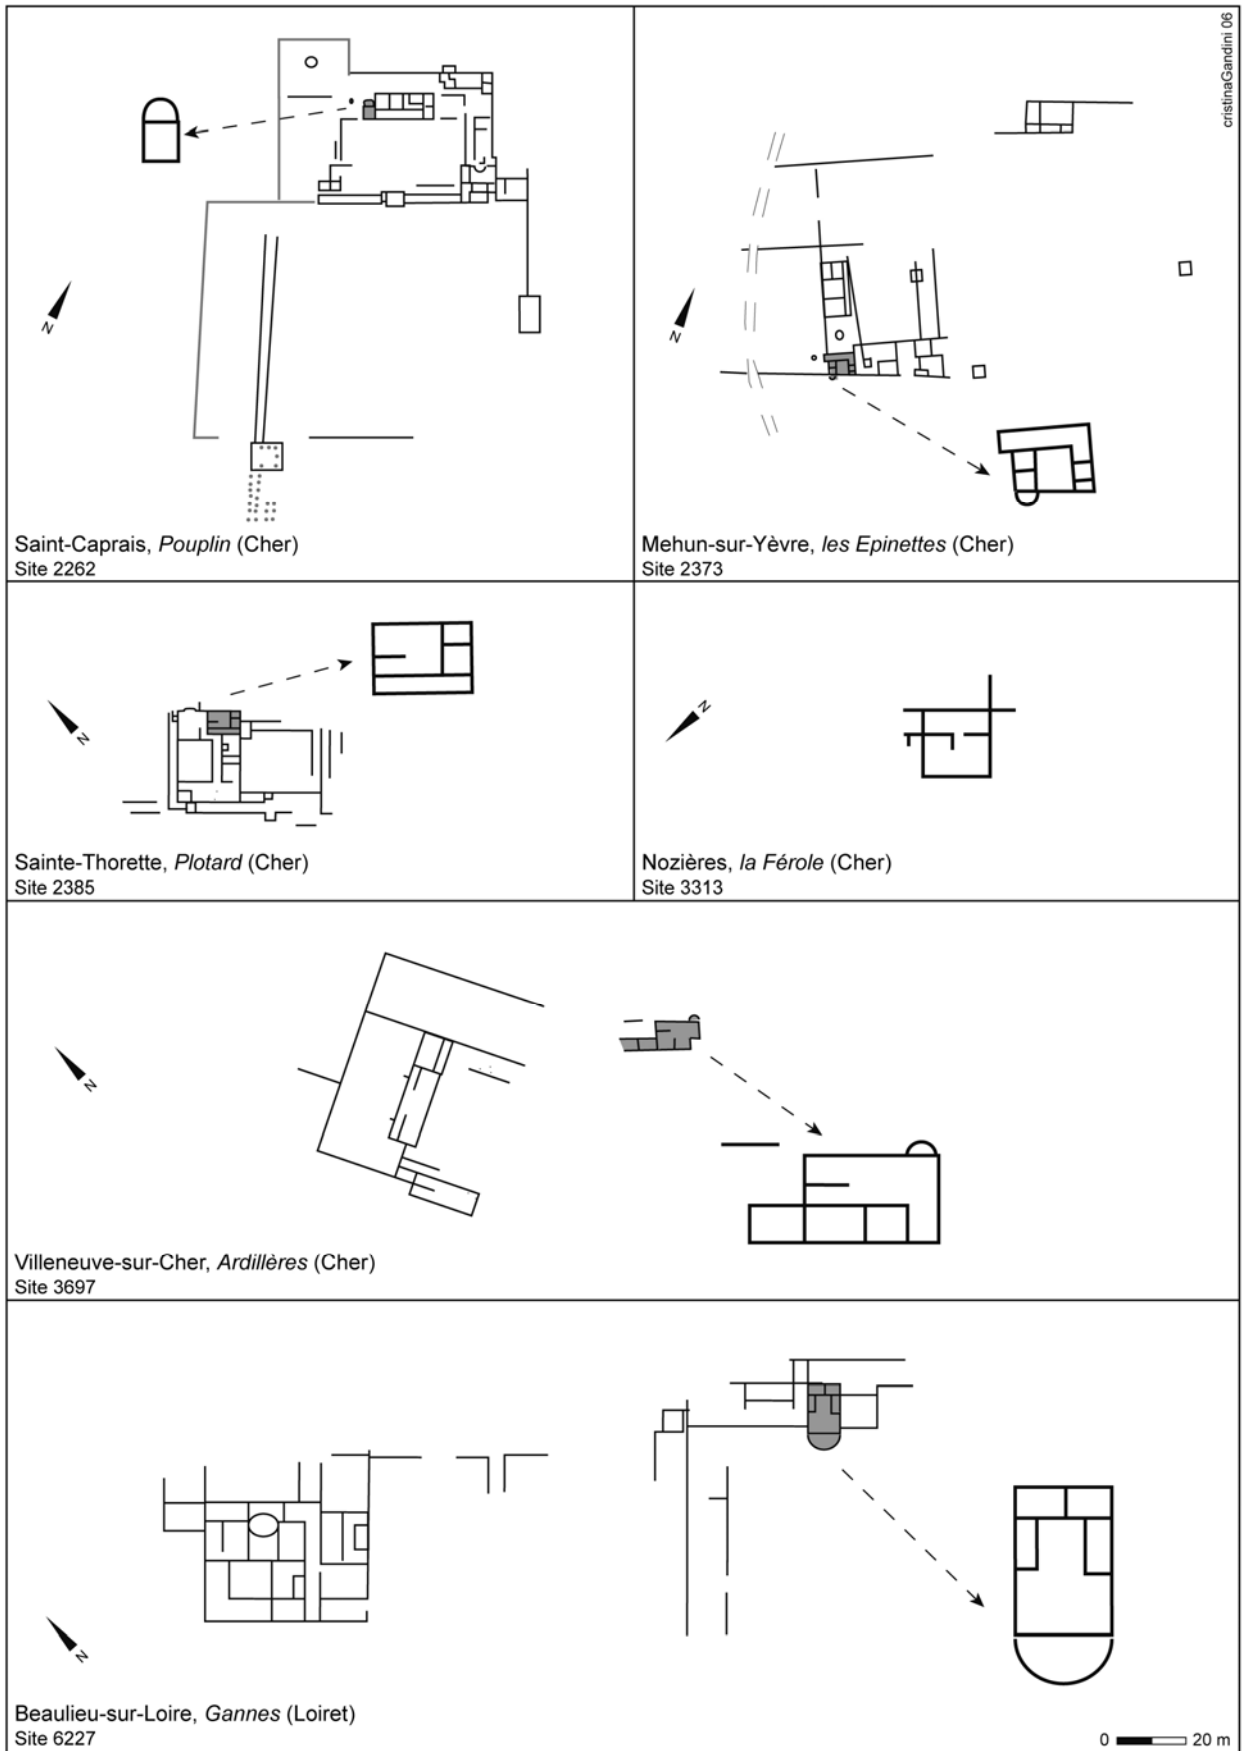 cristinaGandini 06
N
Saint-Caprais, Pouplin (Cher)
Site 2262
N
Mehun-sur-Yèvre, les Epinettes (Cher)
Site 2373
N
Sainte-Thorette, Plotard (Cher)
Site 2385
N
Nozières, la Férole (Cher)
Site 3313
N
Villeneuve-sur-Cher, Ardillères (Cher)
Site 3697
N
Beaulieu-sur-Loire, Gannes (Loiret)
Site 6227
0 20 m